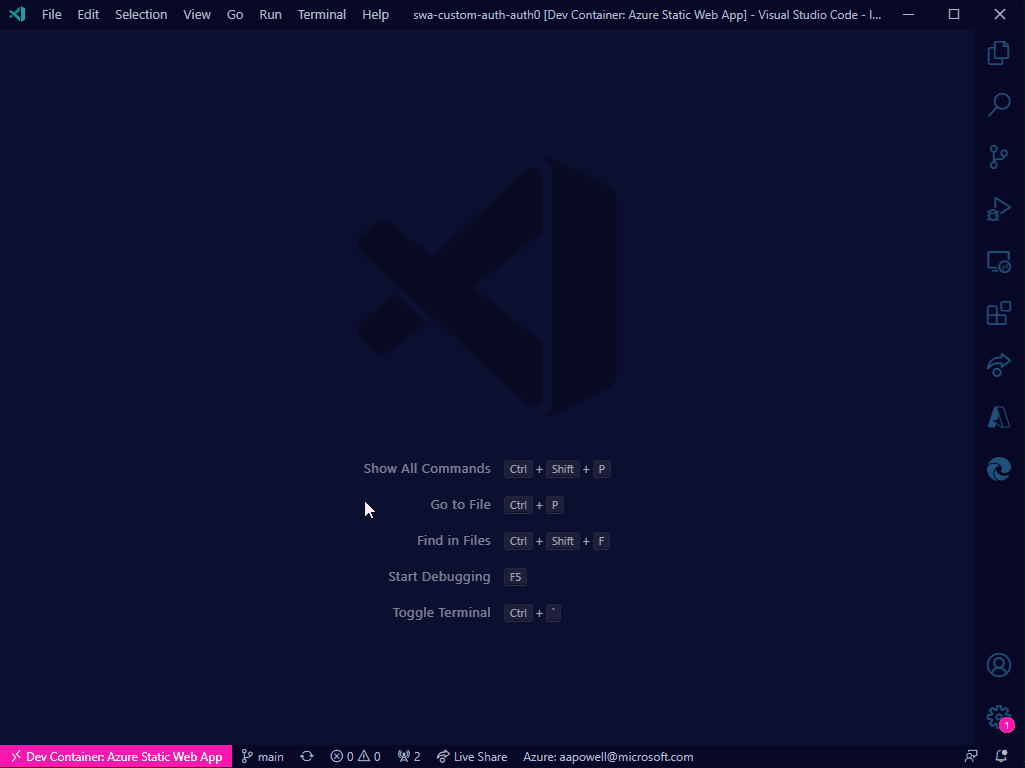 File Edit Selection View Go Run Terminal Help swa-custom-auth-auth0 [Dev Container: Azure Static Web App] - Visual Studio Code - I...
Show All Commands Ctrl + Shift + P
Go to File Ctrl + P
Find in Files Ctrl + Shift + F
Start Debugging F5
Toggle Terminal Ctrl + `
1
Dev Container: Azure Static Web App main 0 0 2 Live Share Azure: aapowell@microsoft.com